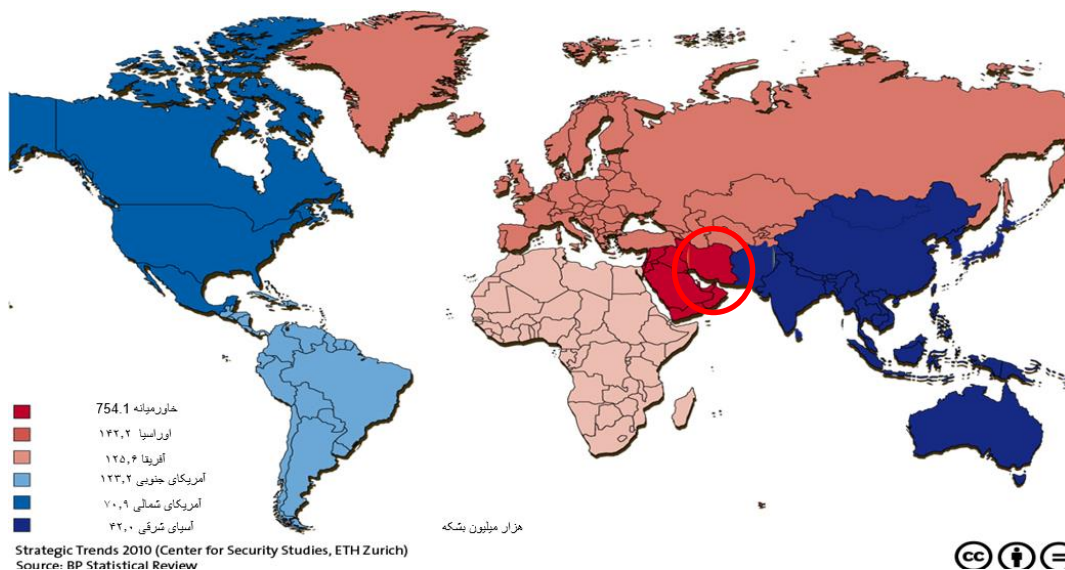 خاورمیانه 754.1
اوراسیا ۱۴۲,۲
آفریقا ۱۲۵,۶
آمریکای جنوبی ۱۲۳,۲
آمریکای شمالی ۷۰,۹
آسیای شرقی ۴۲,۰
هزار میلیون بشکه
Strategic Trends 2010 (Center for Security Studies, ETH Zurich)
Source: BP Statistical Review
cc